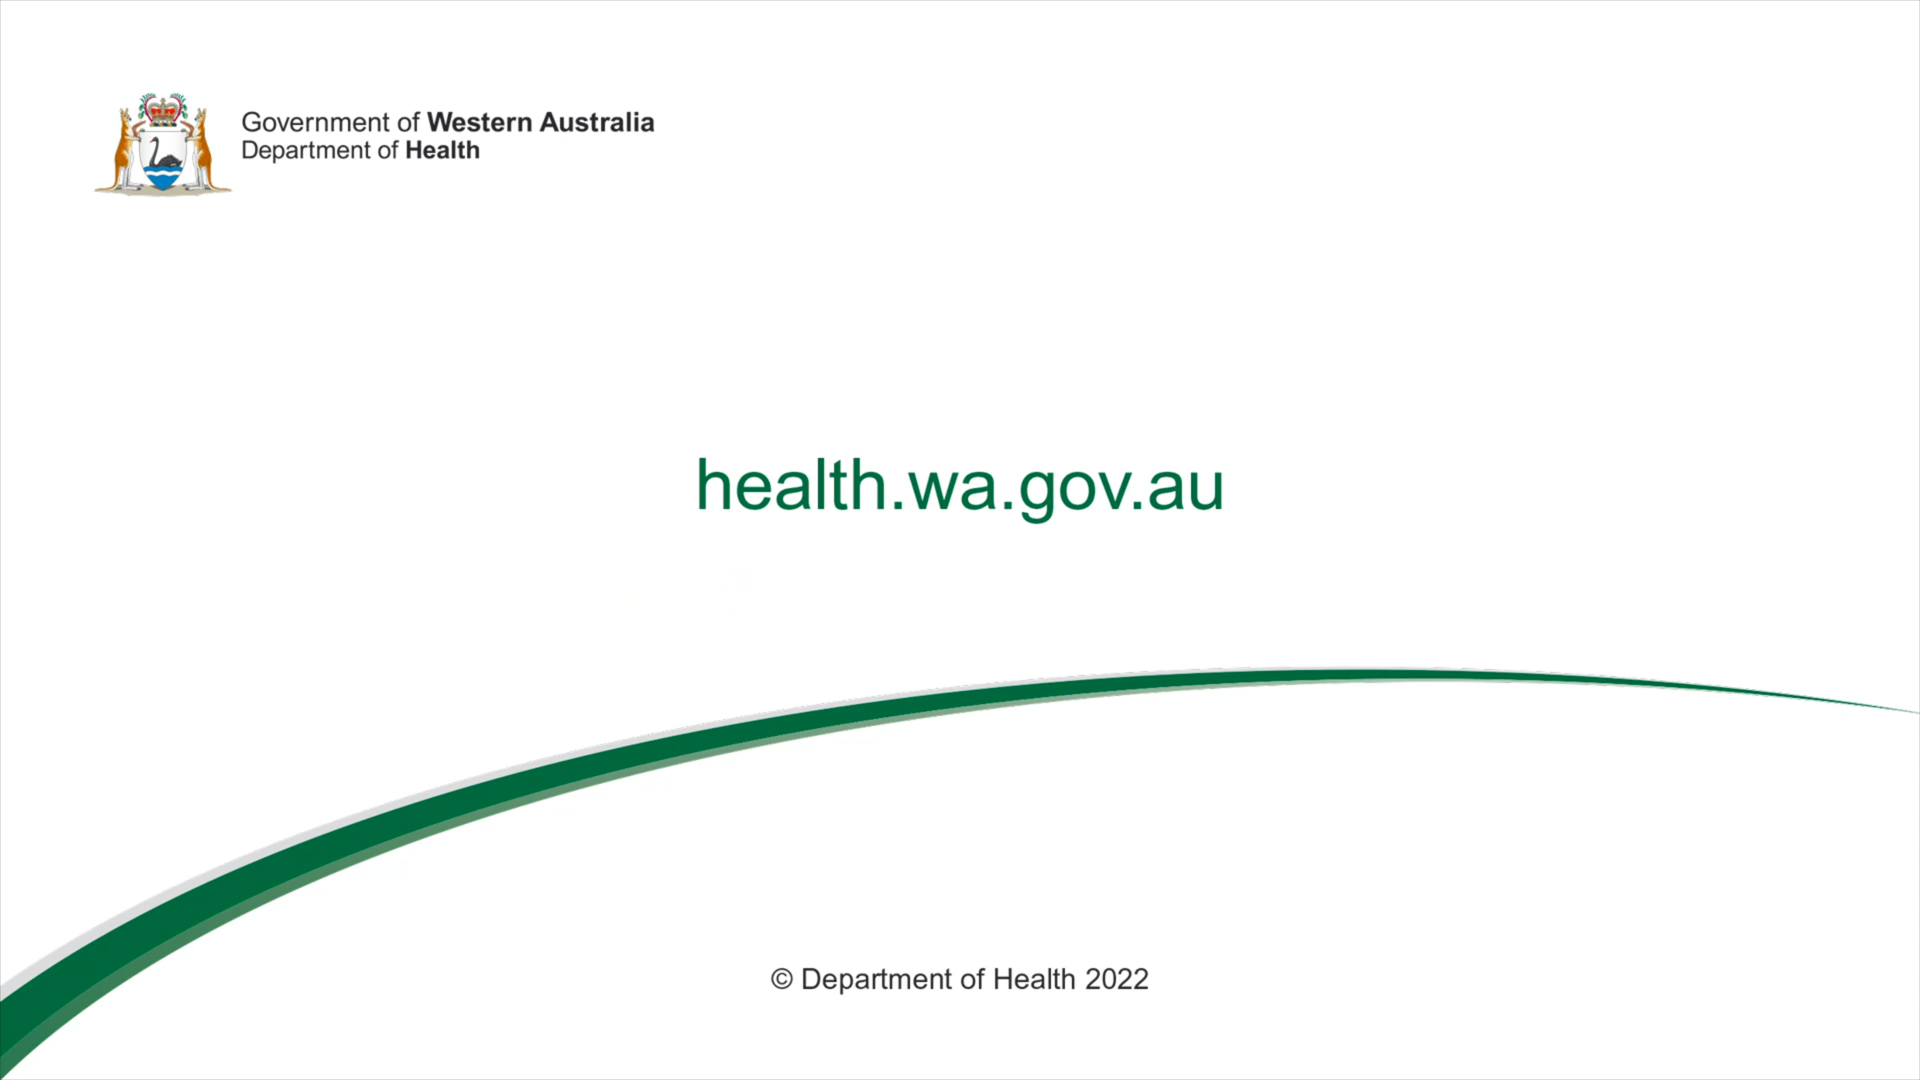 Government of Western Australia
Department of Health
health.wa.gov.au
© Department of Health 2022